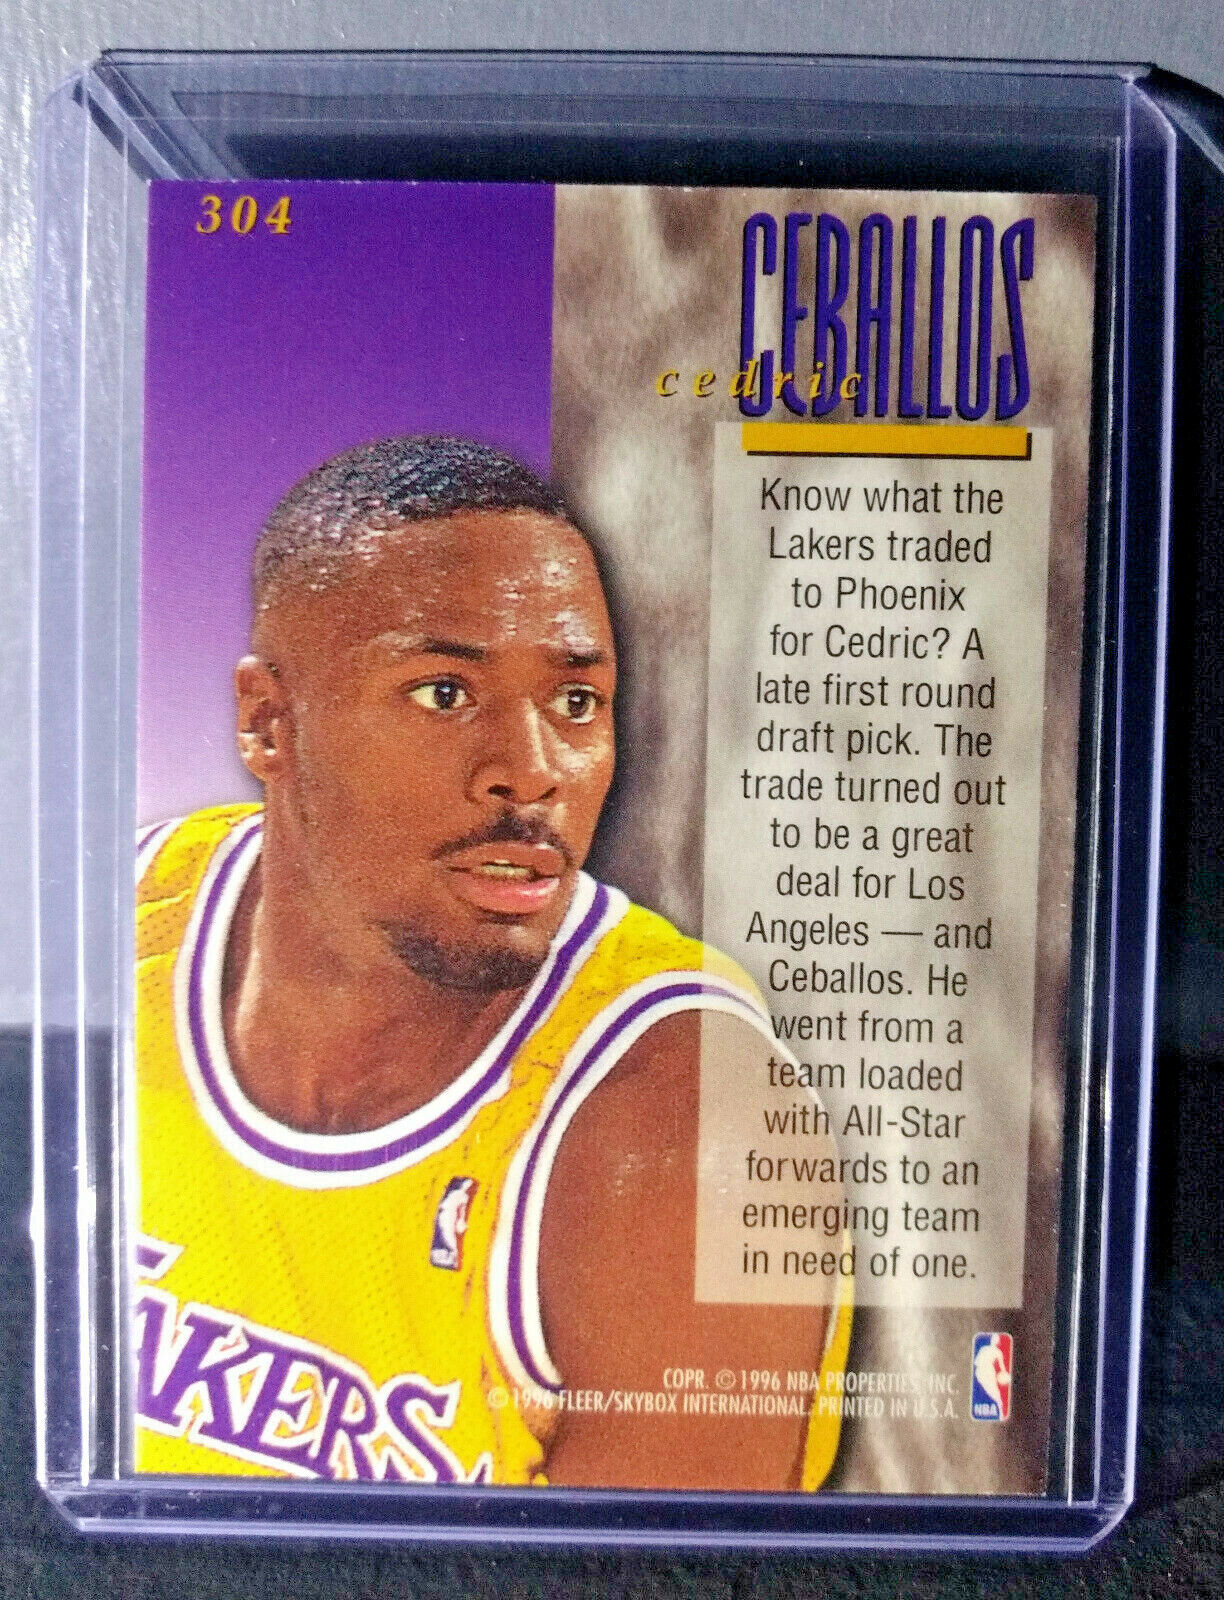 304
CEBALLOS
cedric
Know what the
Lakers traded
to Phoenix
for Cedric? A
late first round
draft pick. The
trade turned out
to be a great
deal for Los
Angeles — and
Ceballos. He
went from a
team loaded
with All-Star
forwards to an
emerging team
in need of one.
AKERS
COPR. ©1996 NBA PROPERTIES, INC.
©1996 FLEER/SKYBOX INTERNATIONAL. PRINTED IN U.S.A.
NBA